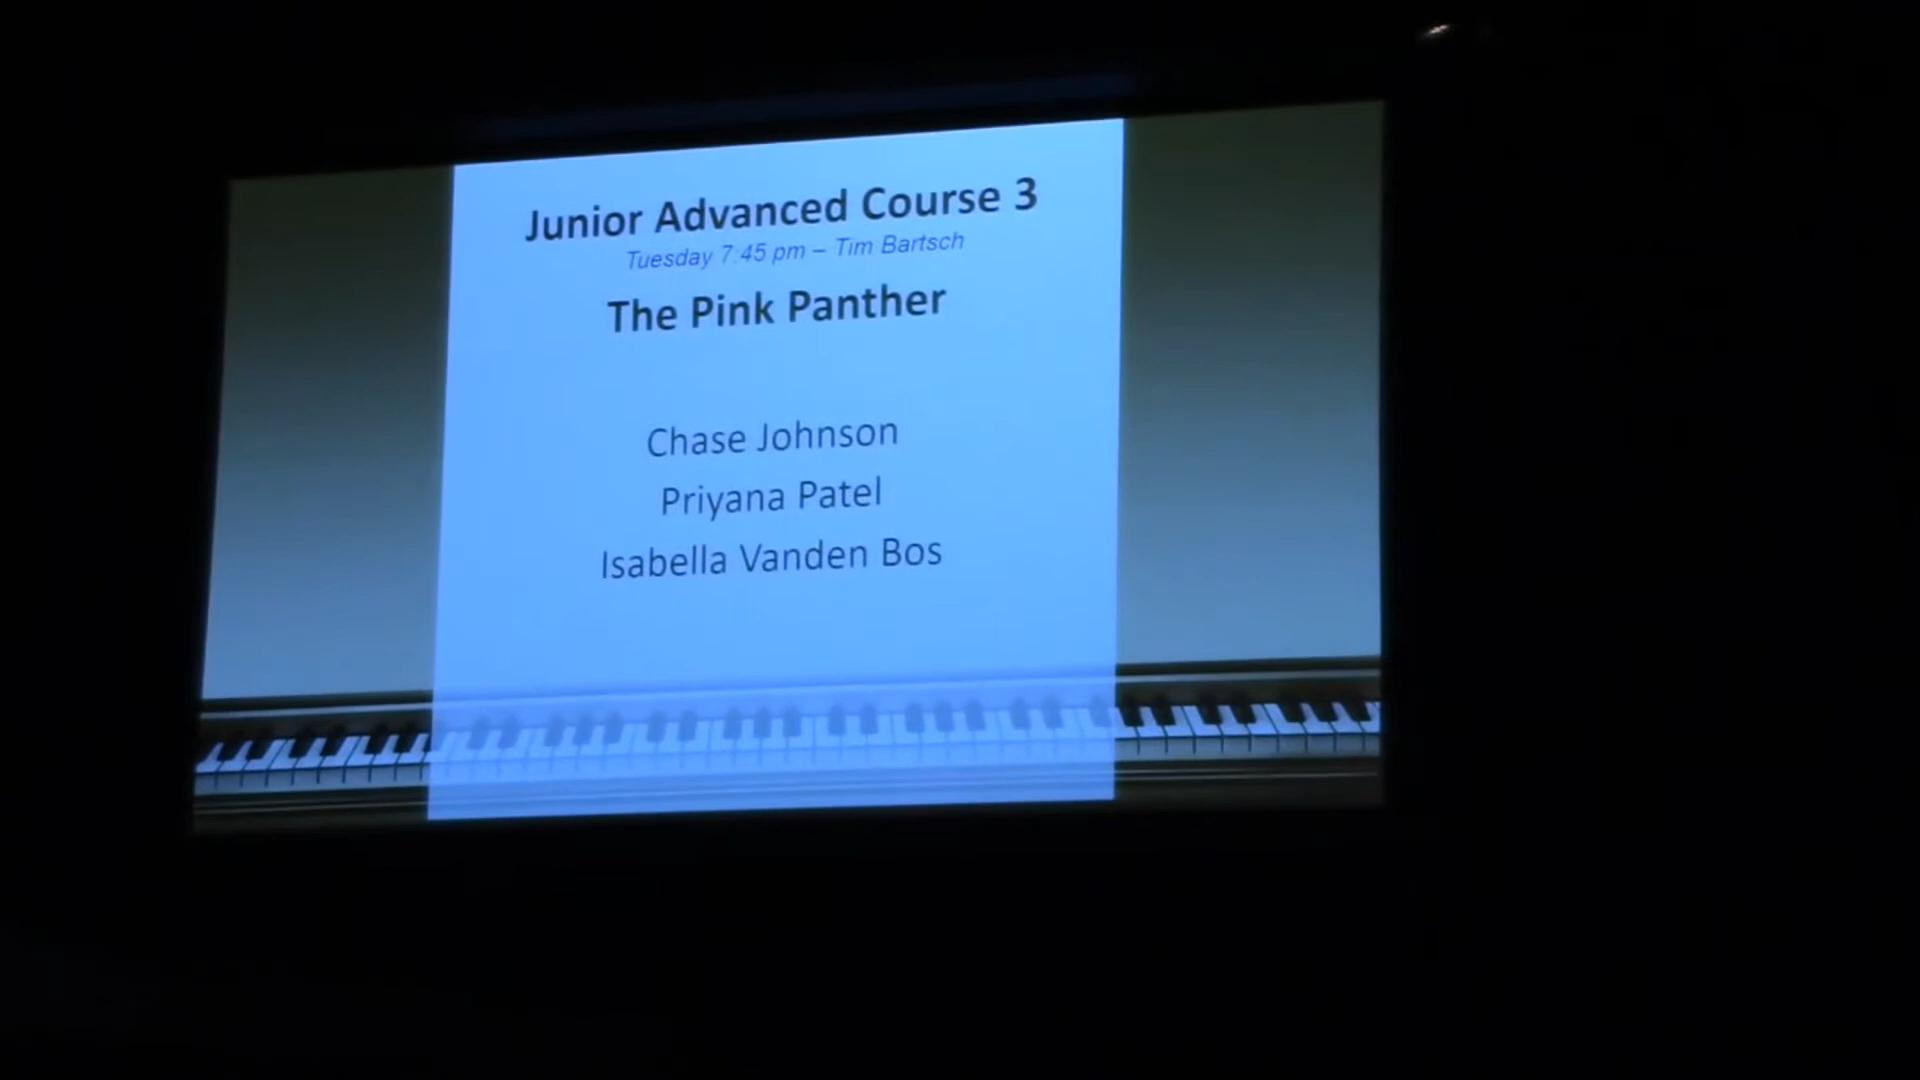 Junior Advanced Course 3
Tuesday 7:45 pm – Tim Bartsch
The Pink Panther
Chase Johnson
Priyana Patel
Isabella Vanden Bos